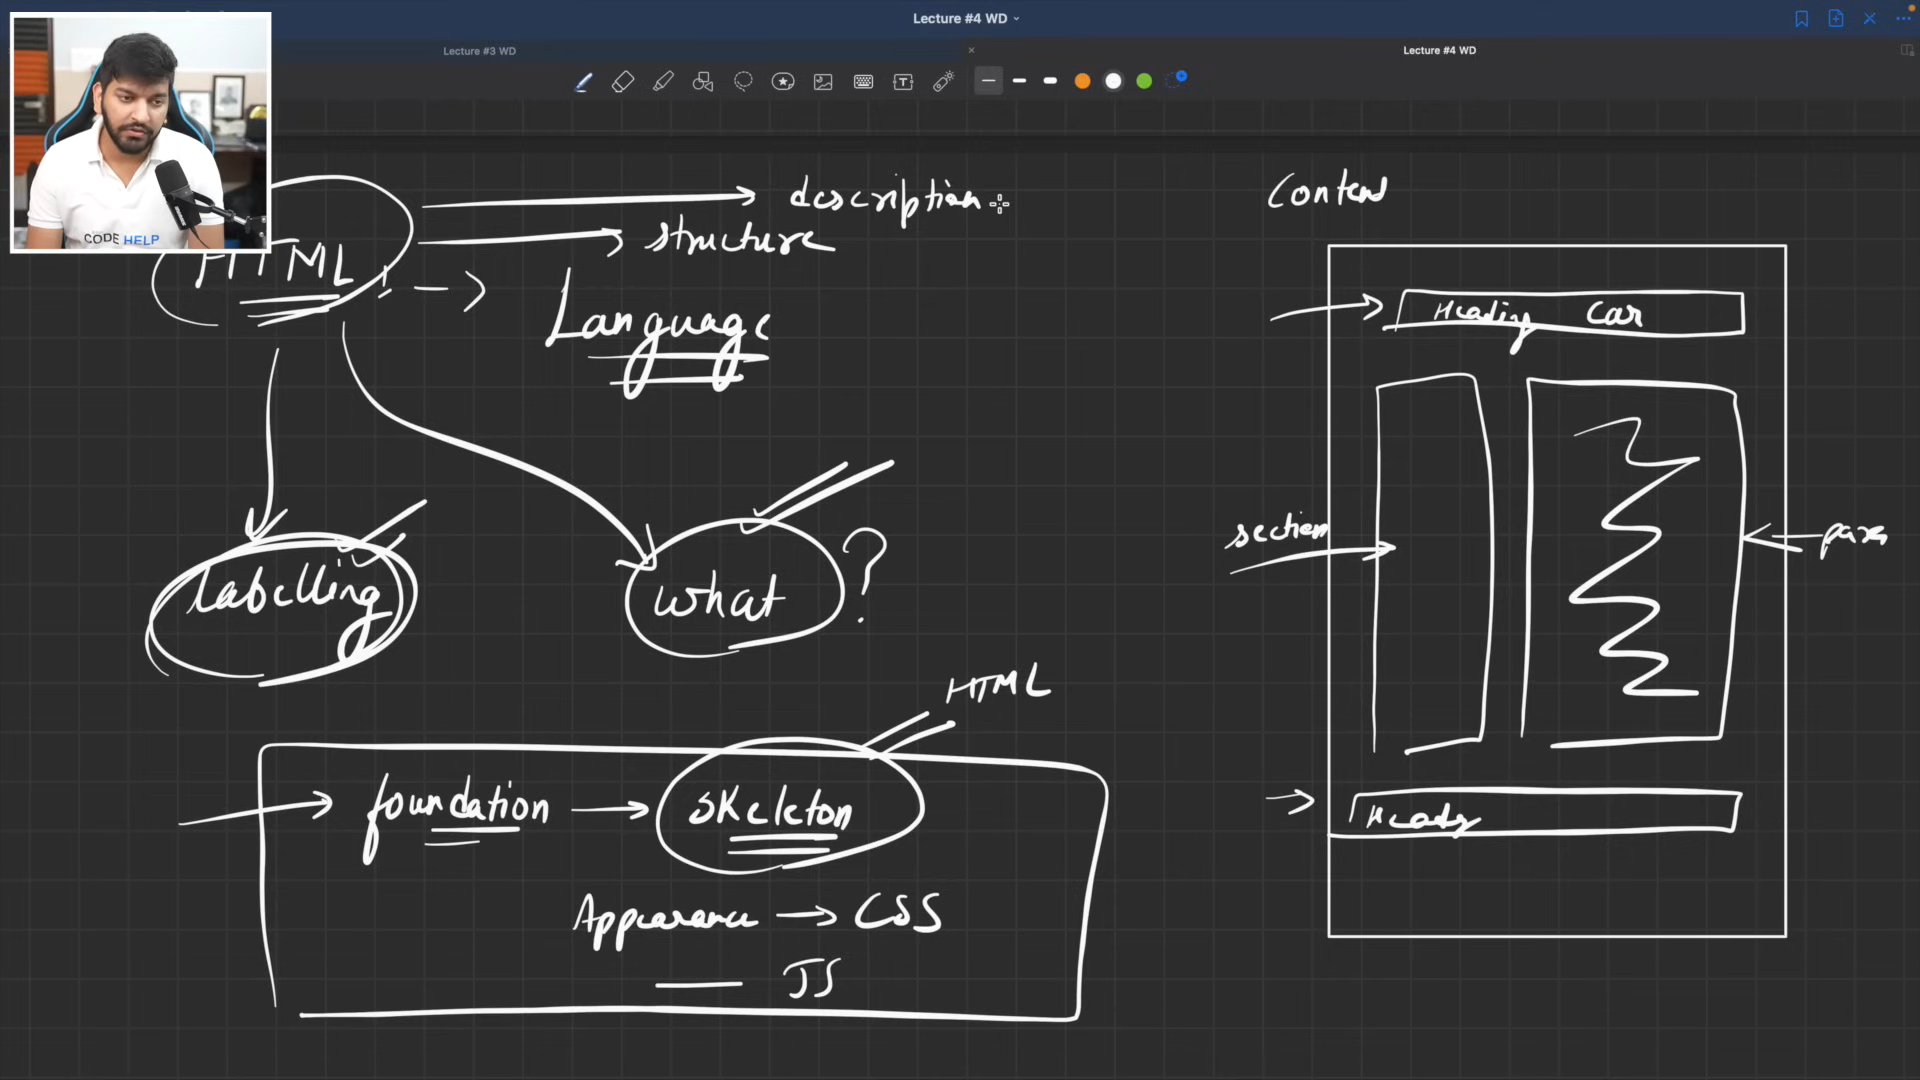 Lecture #4 WD
Lecture #3 WD
Lecture #4 WD
CODE HELP
HTML
description
structure
Language
labelling
what ?
HTML
foundation → skeleton
Appearance → CSS
JS
Content
Heading Car
section
para
Heading